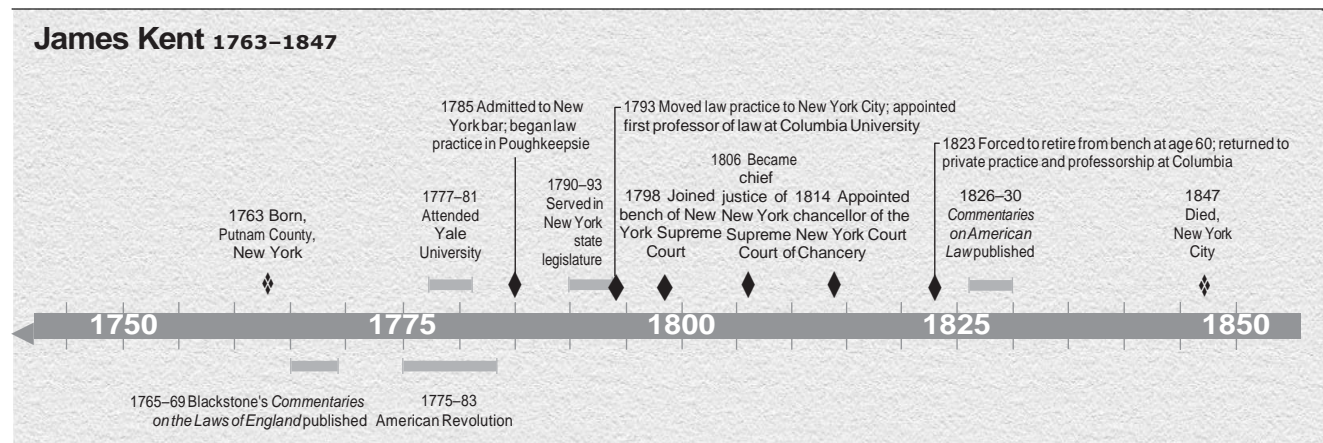 James Kent 1763–1847
1785 Admitted to New
York bar; began law
practice in Poughkeepsie
1793 Moved law practice to New York City; appointed
first professor of law at Columbia University
1823 Forced to retire from bench at age 60; returned to
private practice and professorship at Columbia
1763 Born,
Putnam County,
New York
1777–81
Attended
Yale
University
1790–93
Served in
New York
state
legislature
1798 Joined
bench of New
York Supreme
Court
1806 Became
chief
justice of
New York
Supreme
Court
1814 Appointed
chancellor of the
New York Court
of Chancery
1826–30
Commentaries
on American
Law published
1847
Died,
New York
City
1750 1775 1800 1825 1850
1765–69 Blackstone's Commentaries
on the Laws of England published
1775–83
American Revolution